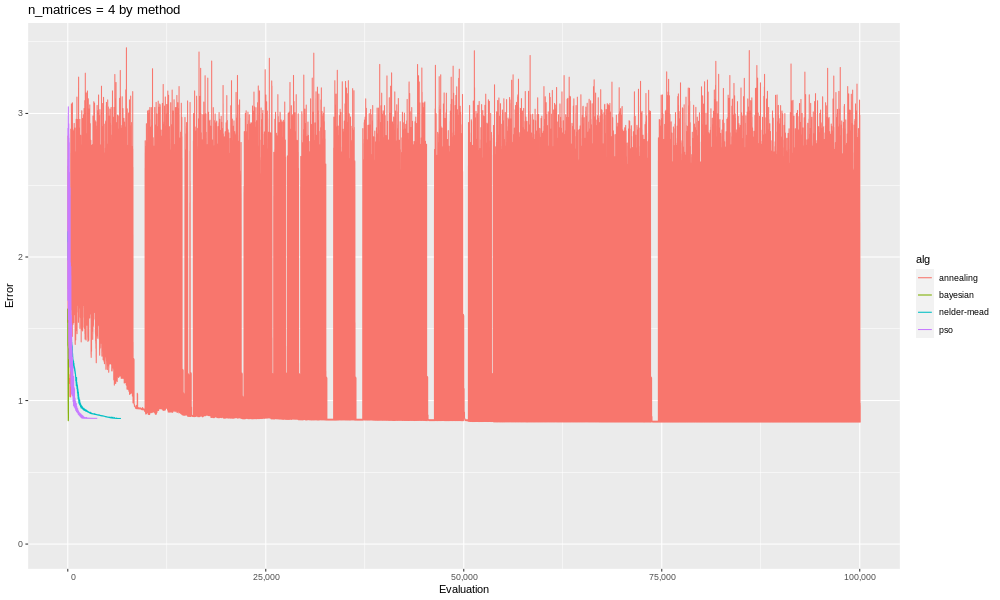 n_matrices = 4 by method
Error
3
2
1
0
0 25,000 50,000 75,000 100,000
Evaluation
alg
annealing
bayesian
nelder-mead
pso